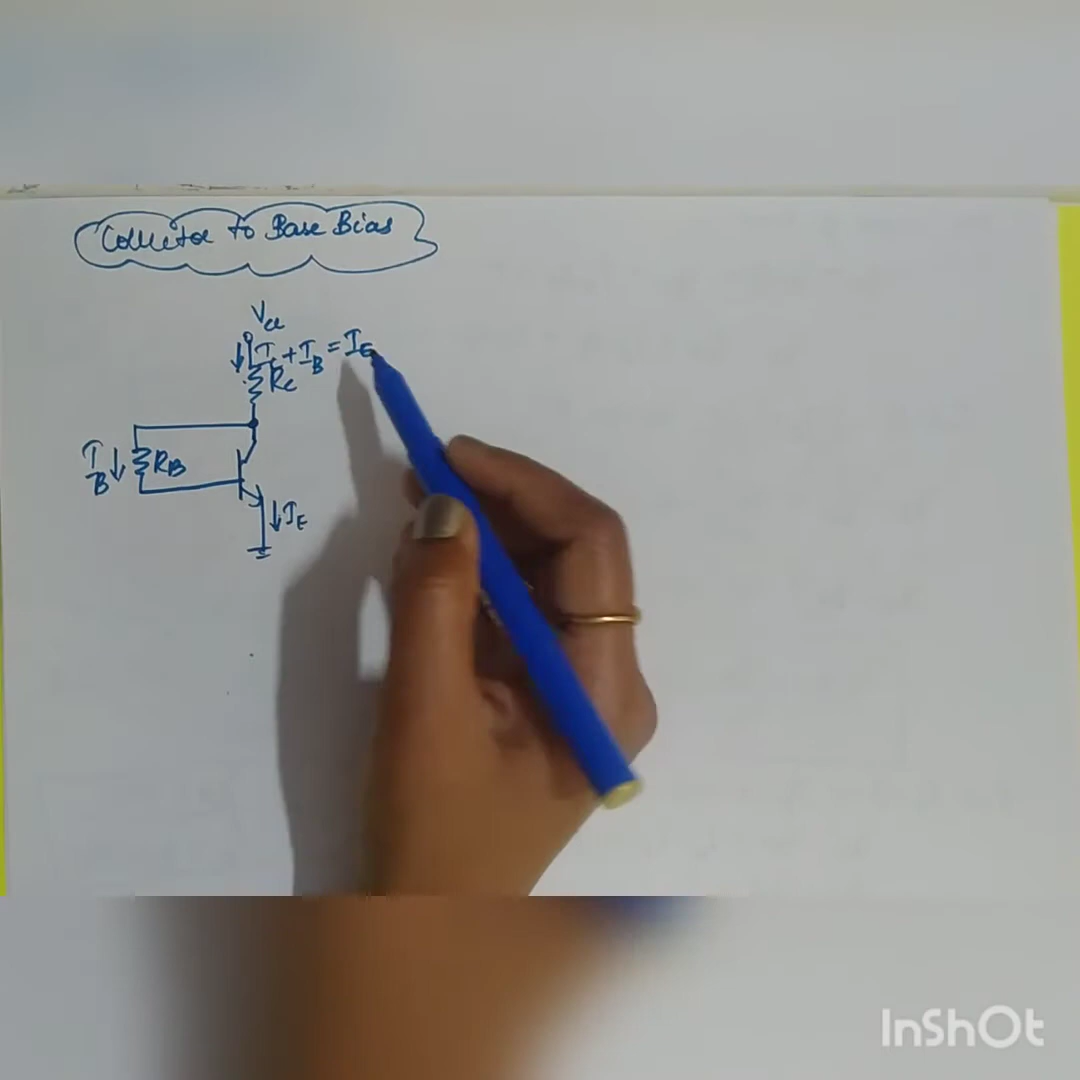 Collector to Base Bias
Vcc
↓ Ic + IB = IE
Rc
IB ↓ RB
↓ IE
InShOt